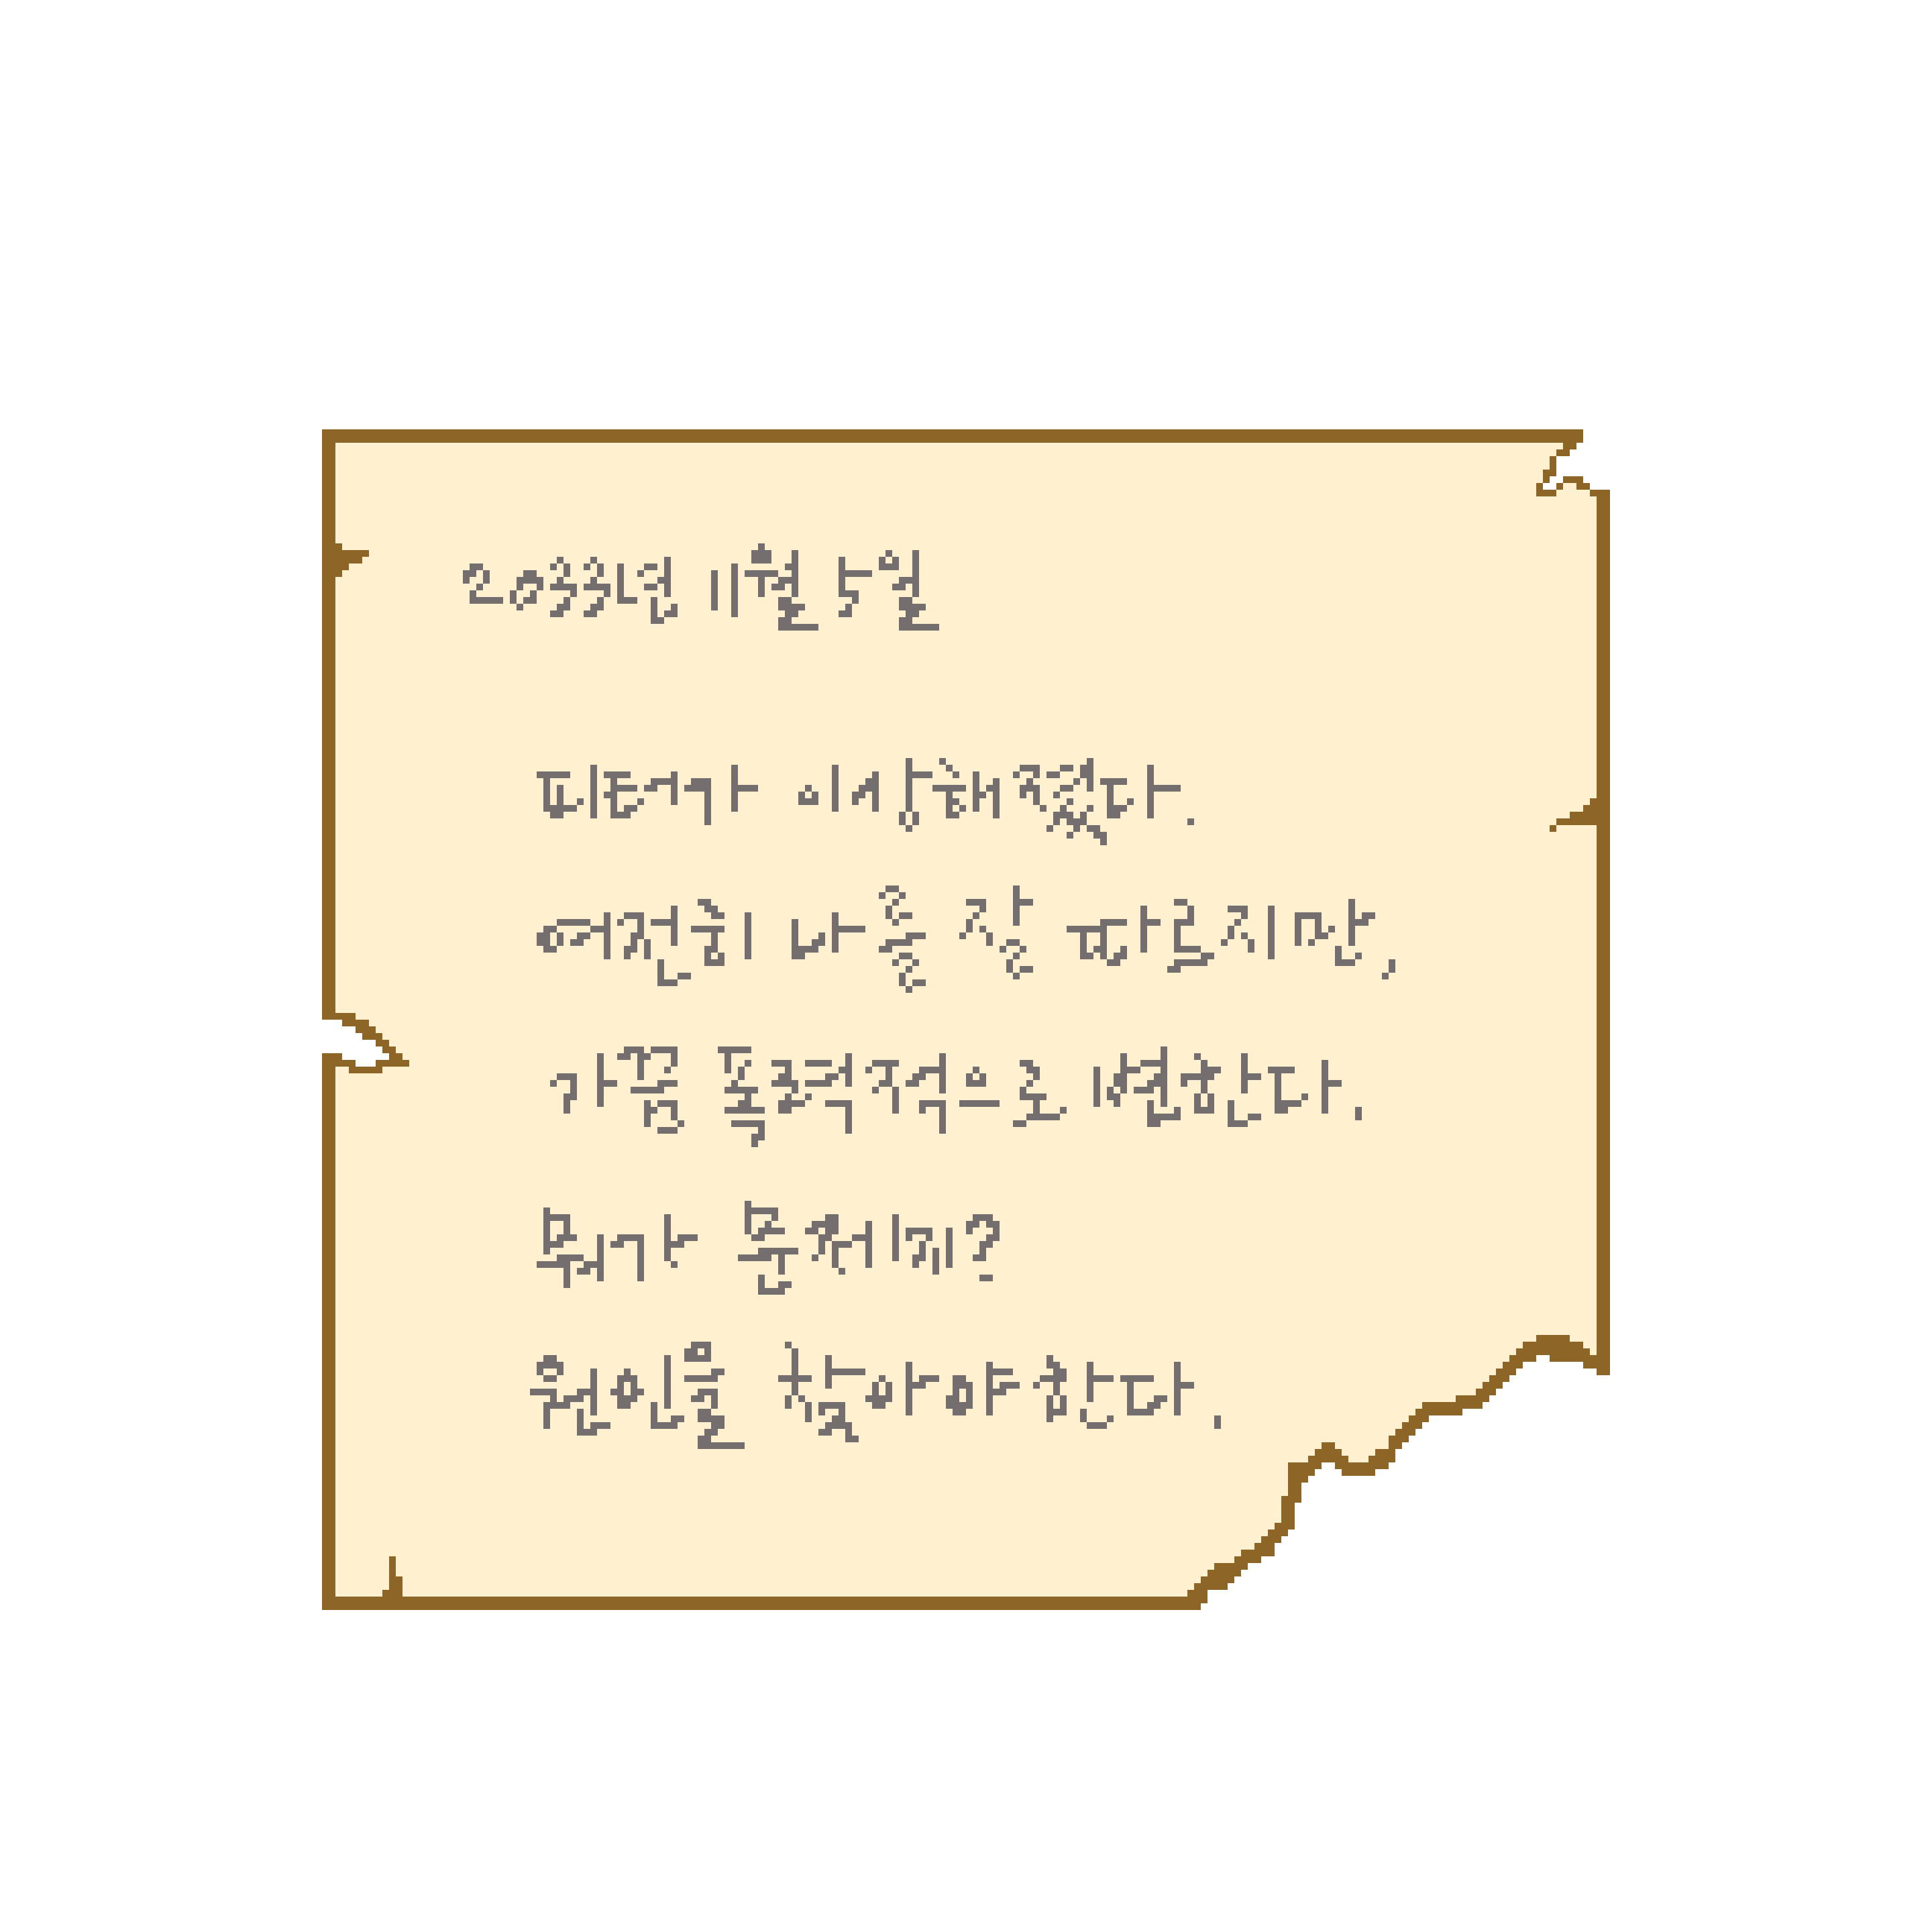 2033년 11월 5일
피터가 이상해졌다.
여전히 나를 잘 따르지만,
가끔 폭력적으로 변한다.
뭐가 문제지?
원인을 찾아야한다.